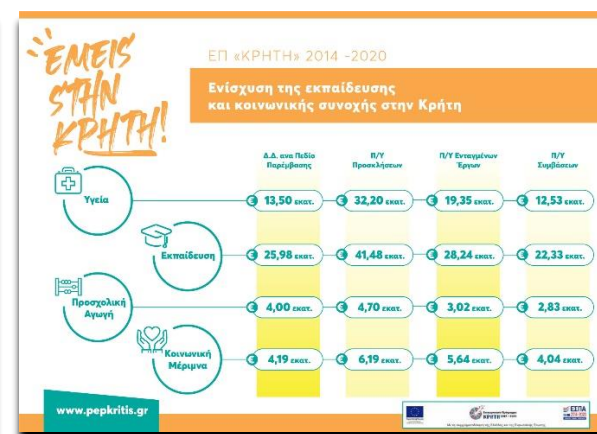 ΕΜΕΙΣ
ΣΤΗΝ
ΚΡΗΤΗ!
ΕΠ «ΚΡΗΤΗ» 2014 -2020
Ενίσχυση της εκπαίδευσης
και κοινωνικής συνοχής στην Κρήτη
Δ.Δ. ανα Πεδίο
Παρέμβασης
Π/Υ
Προσκλήσεων
Π/Υ Ενταγμένων
Έργων
Π/Υ
Συμβάσεων
Υγεία
€ 13,50 εκατ.
€ 32,20 εκατ.
€ 19,35 εκατ.
€ 12,53 εκατ.
Εκπαίδευση
€ 25,98 εκατ.
€ 41,48 εκατ.
€ 28,24 εκατ.
€ 22,33 εκατ.
Προσχολική
Αγωγή
€ 4,00 εκατ.
€ 4,70 εκατ.
€ 3,02 εκατ.
€ 2,83 εκατ.
Κοινωνική
Μέριμνα
€ 4,19 εκατ.
€ 6,19 εκατ.
€ 5,64 εκατ.
€ 4,04 εκατ.
www.pepkritis.gr
ΚΡΗΤΗ
ΕΣΠΑ